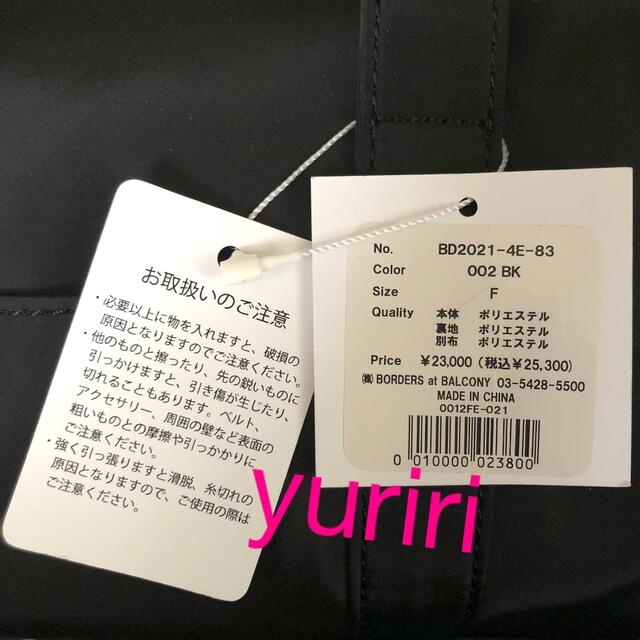 お取扱いのご注意
・必要以上に物を入れますと、破損の
原因となりますのでご注意ください。
・他のものと擦ったり、先の鋭いものに
引っかけますと、引き傷が生じたり、
切れることもあります。ベルト、
アクセサリー、周囲の壁など表面の
粗いものとの摩擦や引っかかりに
ご注意ください。
・強く引っ張りますと滑脱、糸切れの
原因となりますので、ご使用の際は
ご注意ください。
No. BD2021-4E-83
Color 002 BK
Size F
Quality 本体 ポリエステル
裏地 ポリエステル
別布 ポリエステル
Price ¥23,000 (税込¥25,300)
㈱ BORDERS at BALCONY 03-5428-5500
MADE IN CHINA
0012FE-021
0 010000 023800
yuriri